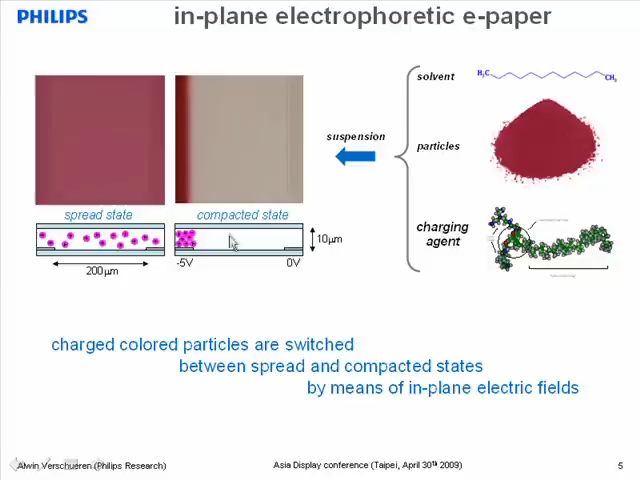 PHILIPS
in-plane electrophoretic e-paper
solvent
H₃C
CH₃
suspension
particles
spread state
compacted state
charging
agent
10μm
-5V
0V
200μm
charged colored particles are switched
between spread and compacted states
by means of in-plane electric fields
Alwin Verschueren (Philips Research)
Asia Display conference (Taipei, April 30th 2009)
5